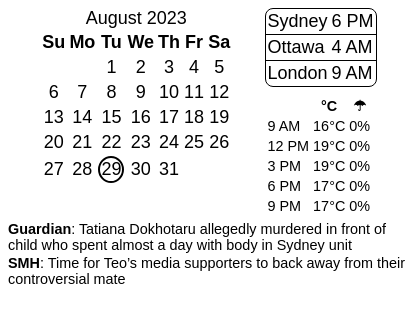 August 2023
Su Mo Tu We Th Fr Sa
1 2 3 4 5
6 7 8 9 10 11 12
13 14 15 16 17 18 19
20 21 22 23 24 25 26
27 28 29 30 31
Sydney 6 PM
Ottawa 4 AM
London 9 AM
°C ☂
9 AM 16°C 0%
12 PM 19°C 0%
3 PM 19°C 0%
6 PM 17°C 0%
9 PM 17°C 0%
Guardian: Tatiana Dokhotaru allegedly murdered in front of
child who spent almost a day with body in Sydney unit
SMH: Time for Teo’s media supporters to back away from their
controversial mate